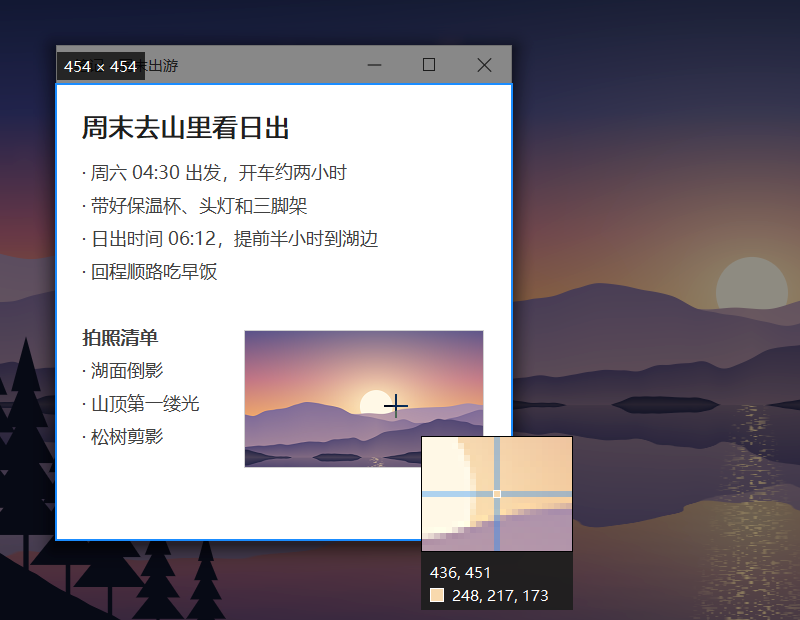 454 × 454
末出游
周末去山里看日出
· 周六 04:30 出发，开车约两小时
· 带好保温杯、头灯和三脚架
· 日出时间 06:12，提前半小时到湖边
· 回程顺路吃早饭
拍照清单
· 湖面倒影
· 山顶第一缕光
· 松树剪影
436, 451
248, 217, 173